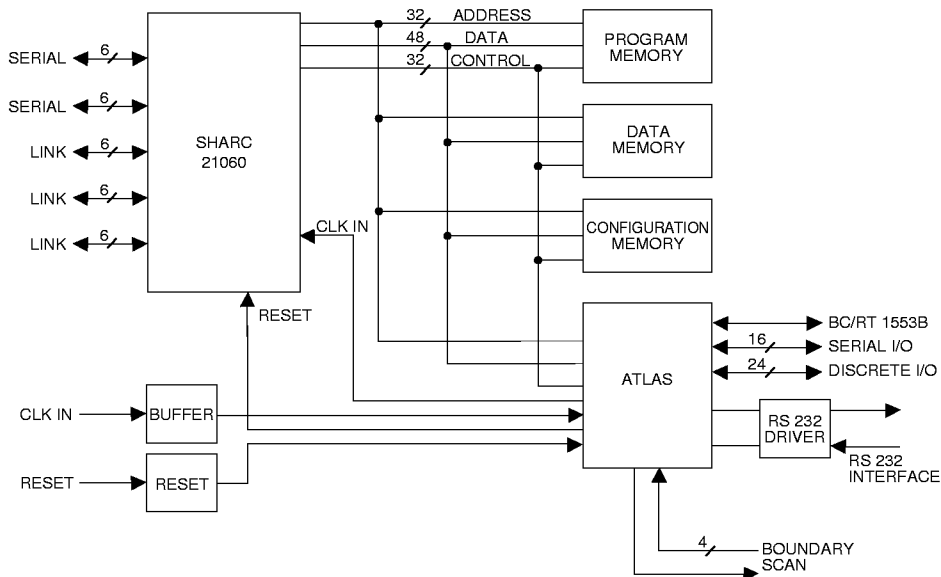 32 ADDRESS
48 DATA
32 CONTROL
PROGRAM
MEMORY
SERIAL 6
SERIAL 6
LINK 6
LINK 6
LINK 6
SHARC
21060
DATA
MEMORY
CONFIGURATION
MEMORY
CLK IN
RESET
ATLAS
BC/RT 1553B
16 SERIAL I/O
24 DISCRETE I/O
CLK IN
BUFFER
RS 232
DRIVER
RESET
RESET
RS 232
INTERFACE
4 BOUNDARY
SCAN